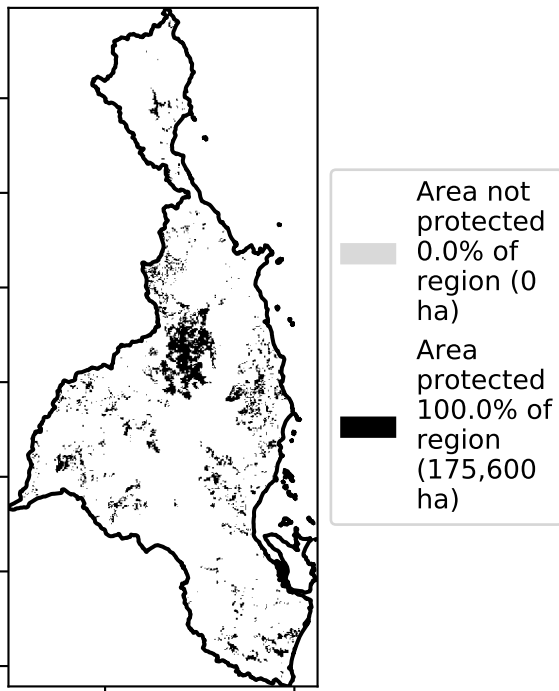 Area not
protected
0.0% of
region (0
ha)
Area
protected
100.0% of
region
(175,600
ha)